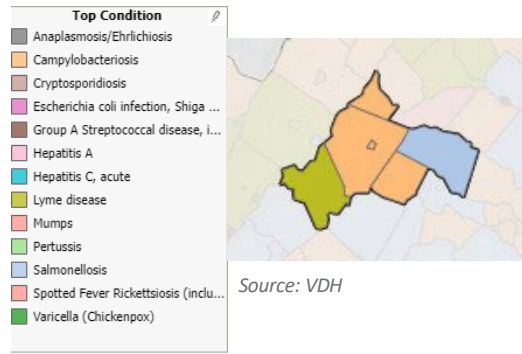 Top Condition
Anaplasmosis/Ehrlichiosis
Campylobacteriosis
Cryptosporidiosis
Escherichia coli infection, Shiga ...
Group A Streptococcal disease, i...
Hepatitis A
Hepatitis C, acute
Lyme disease
Mumps
Pertussis
Salmonellosis
Spotted Fever Rickettsiosis (inclu...
Varicella (Chickenpox)
Source: VDH